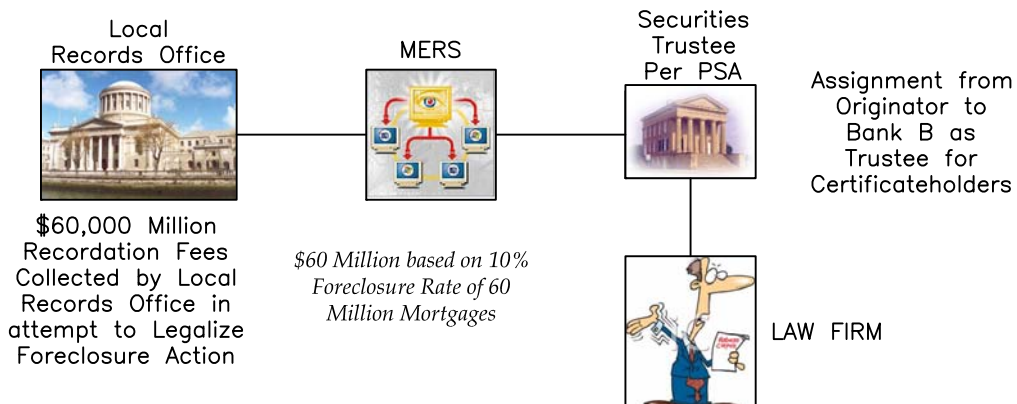 Local
Records Office
MERS
Securities
Trustee
Per PSA
Assignment from
Originator to
Bank B as
Trustee for
Certificateholders
$60,000 Million
Recordation Fees
Collected by Local
Records Office in
attempt to Legalize
Foreclosure Action
$60 Million based on 10%
Foreclosure Rate of 60
Million Mortgages
LAW FIRM